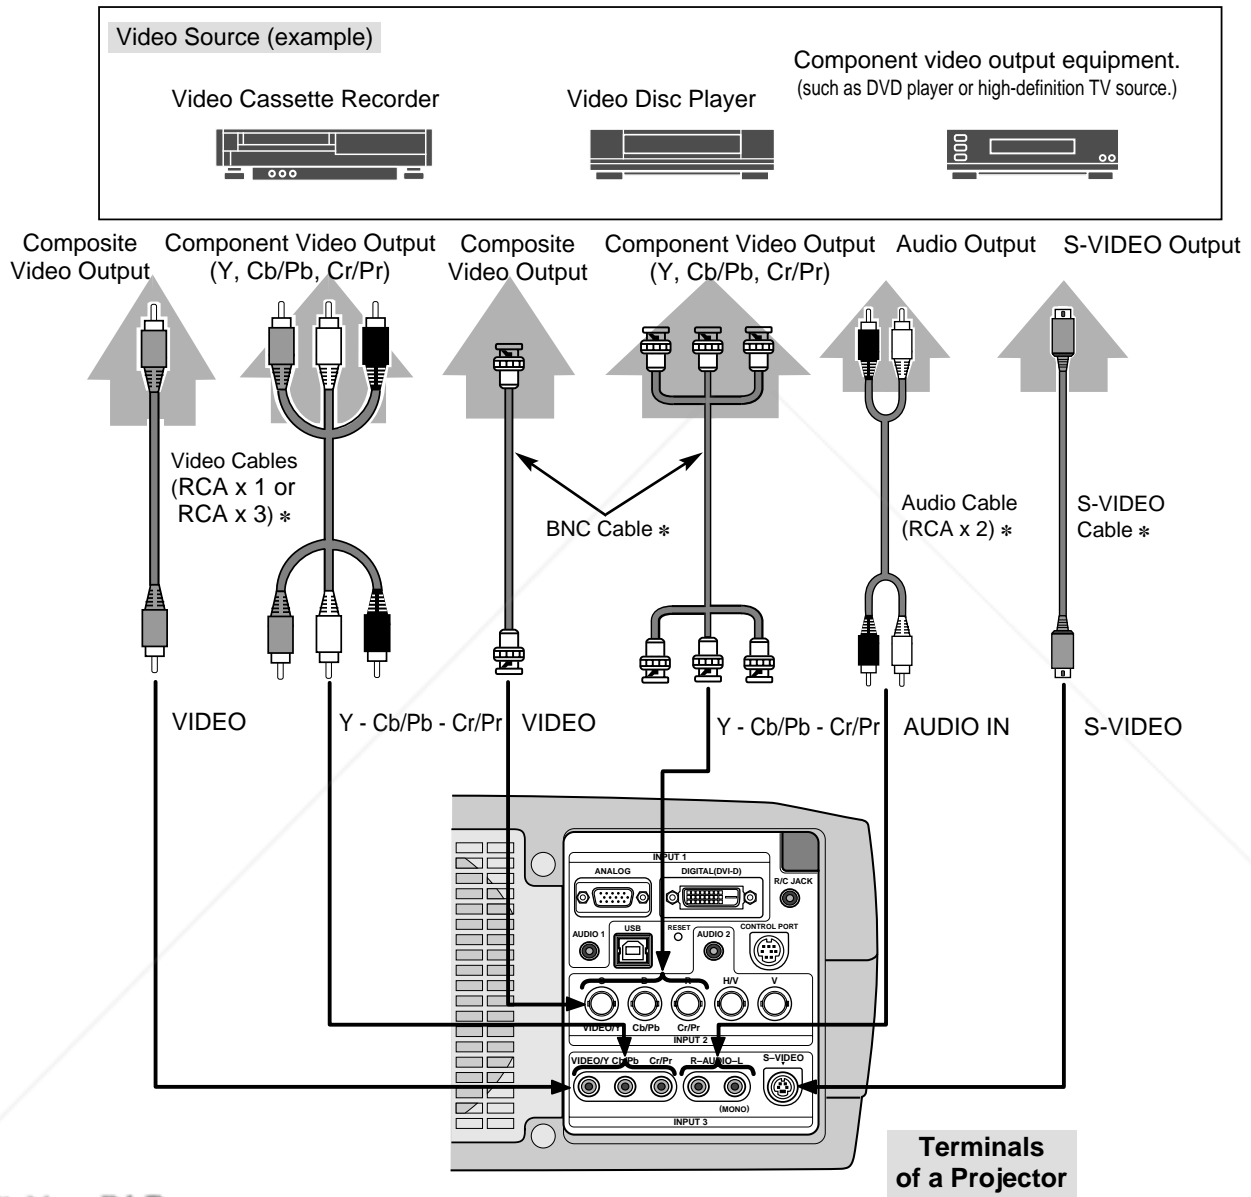 Video Source (example)
Component video output equipment.
(such as DVD player or high-definition TV source.)
Video Cassette Recorder
Video Disc Player
Composite
Video Output
Component Video Output
(Y, Cb/Pb, Cr/Pr)
Composite
Video Output
Component Video Output
(Y, Cb/Pb, Cr/Pr)
Audio Output
S-VIDEO Output
Video Cables
(RCA x 1 or
RCA x 3) *
BNC Cable *
Audio Cable
(RCA x 2) *
S-VIDEO
Cable *
VIDEO
Y - Cb/Pb - Cr/Pr
VIDEO
Y - Cb/Pb - Cr/Pr
AUDIO IN
S-VIDEO
INPUT 1
ANALOG
DIGITAL(DVI-D)
R/C JACK
AUDIO 1
USB
RESET
AUDIO 2
CONTROL PORT
R
H/V
V
VIDEO/Y
Cb/Pb
Cr/Pr
INPUT 2
VIDEO/Y
Cb/Pb
Cr/Pr
R–AUDIO–L
S–VIDEO
(MONO)
INPUT 3
Terminals
of a Projector